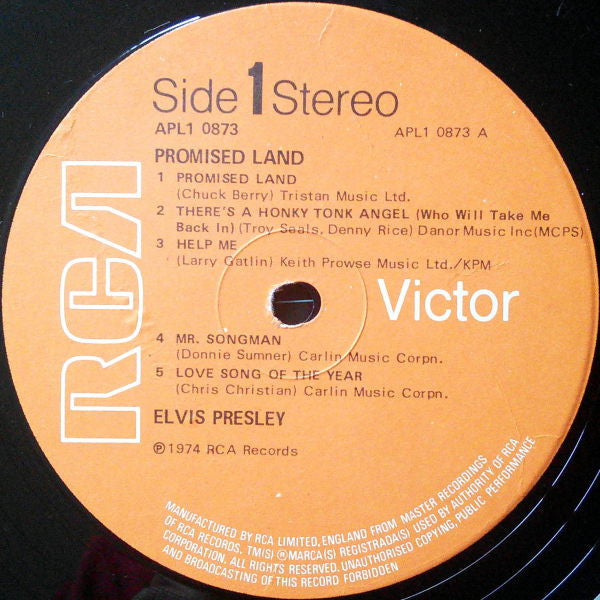 Side 1 Stereo
APL1 0873
APL1 0873 A
PROMISED LAND
1 PROMISED LAND
(Chuck Berry) Tristan Music Ltd.
2 THERE'S A HONKY TONK ANGEL (Who Will Take Me
Back In) (Troy Seals, Denny Rice) Danor Music Inc(MCPS)
3 HELP ME
(Larry Gatlin) Keith Prowse Music Ltd./KPM
RCA
Victor
4 MR. SONGMAN
(Donnie Sumner) Carlin Music Corpn.
5 LOVE SONG OF THE YEAR
(Chris Christian) Carlin Music Corpn.
ELVIS PRESLEY
℗ 1974 RCA Records
MANUFACTURED BY RCA LIMITED, ENGLAND FROM MASTER RECORDINGS
OF RCA RECORDS. TM(S) ® MARCA(S) REGISTRADA(S) USED BY AUTHORITY OF RCA
CORPORATION. ALL RIGHTS RESERVED. UNAUTHORISED COPYING, PUBLIC PERFORMANCE
AND BROADCASTING OF THIS RECORD FORBIDDEN